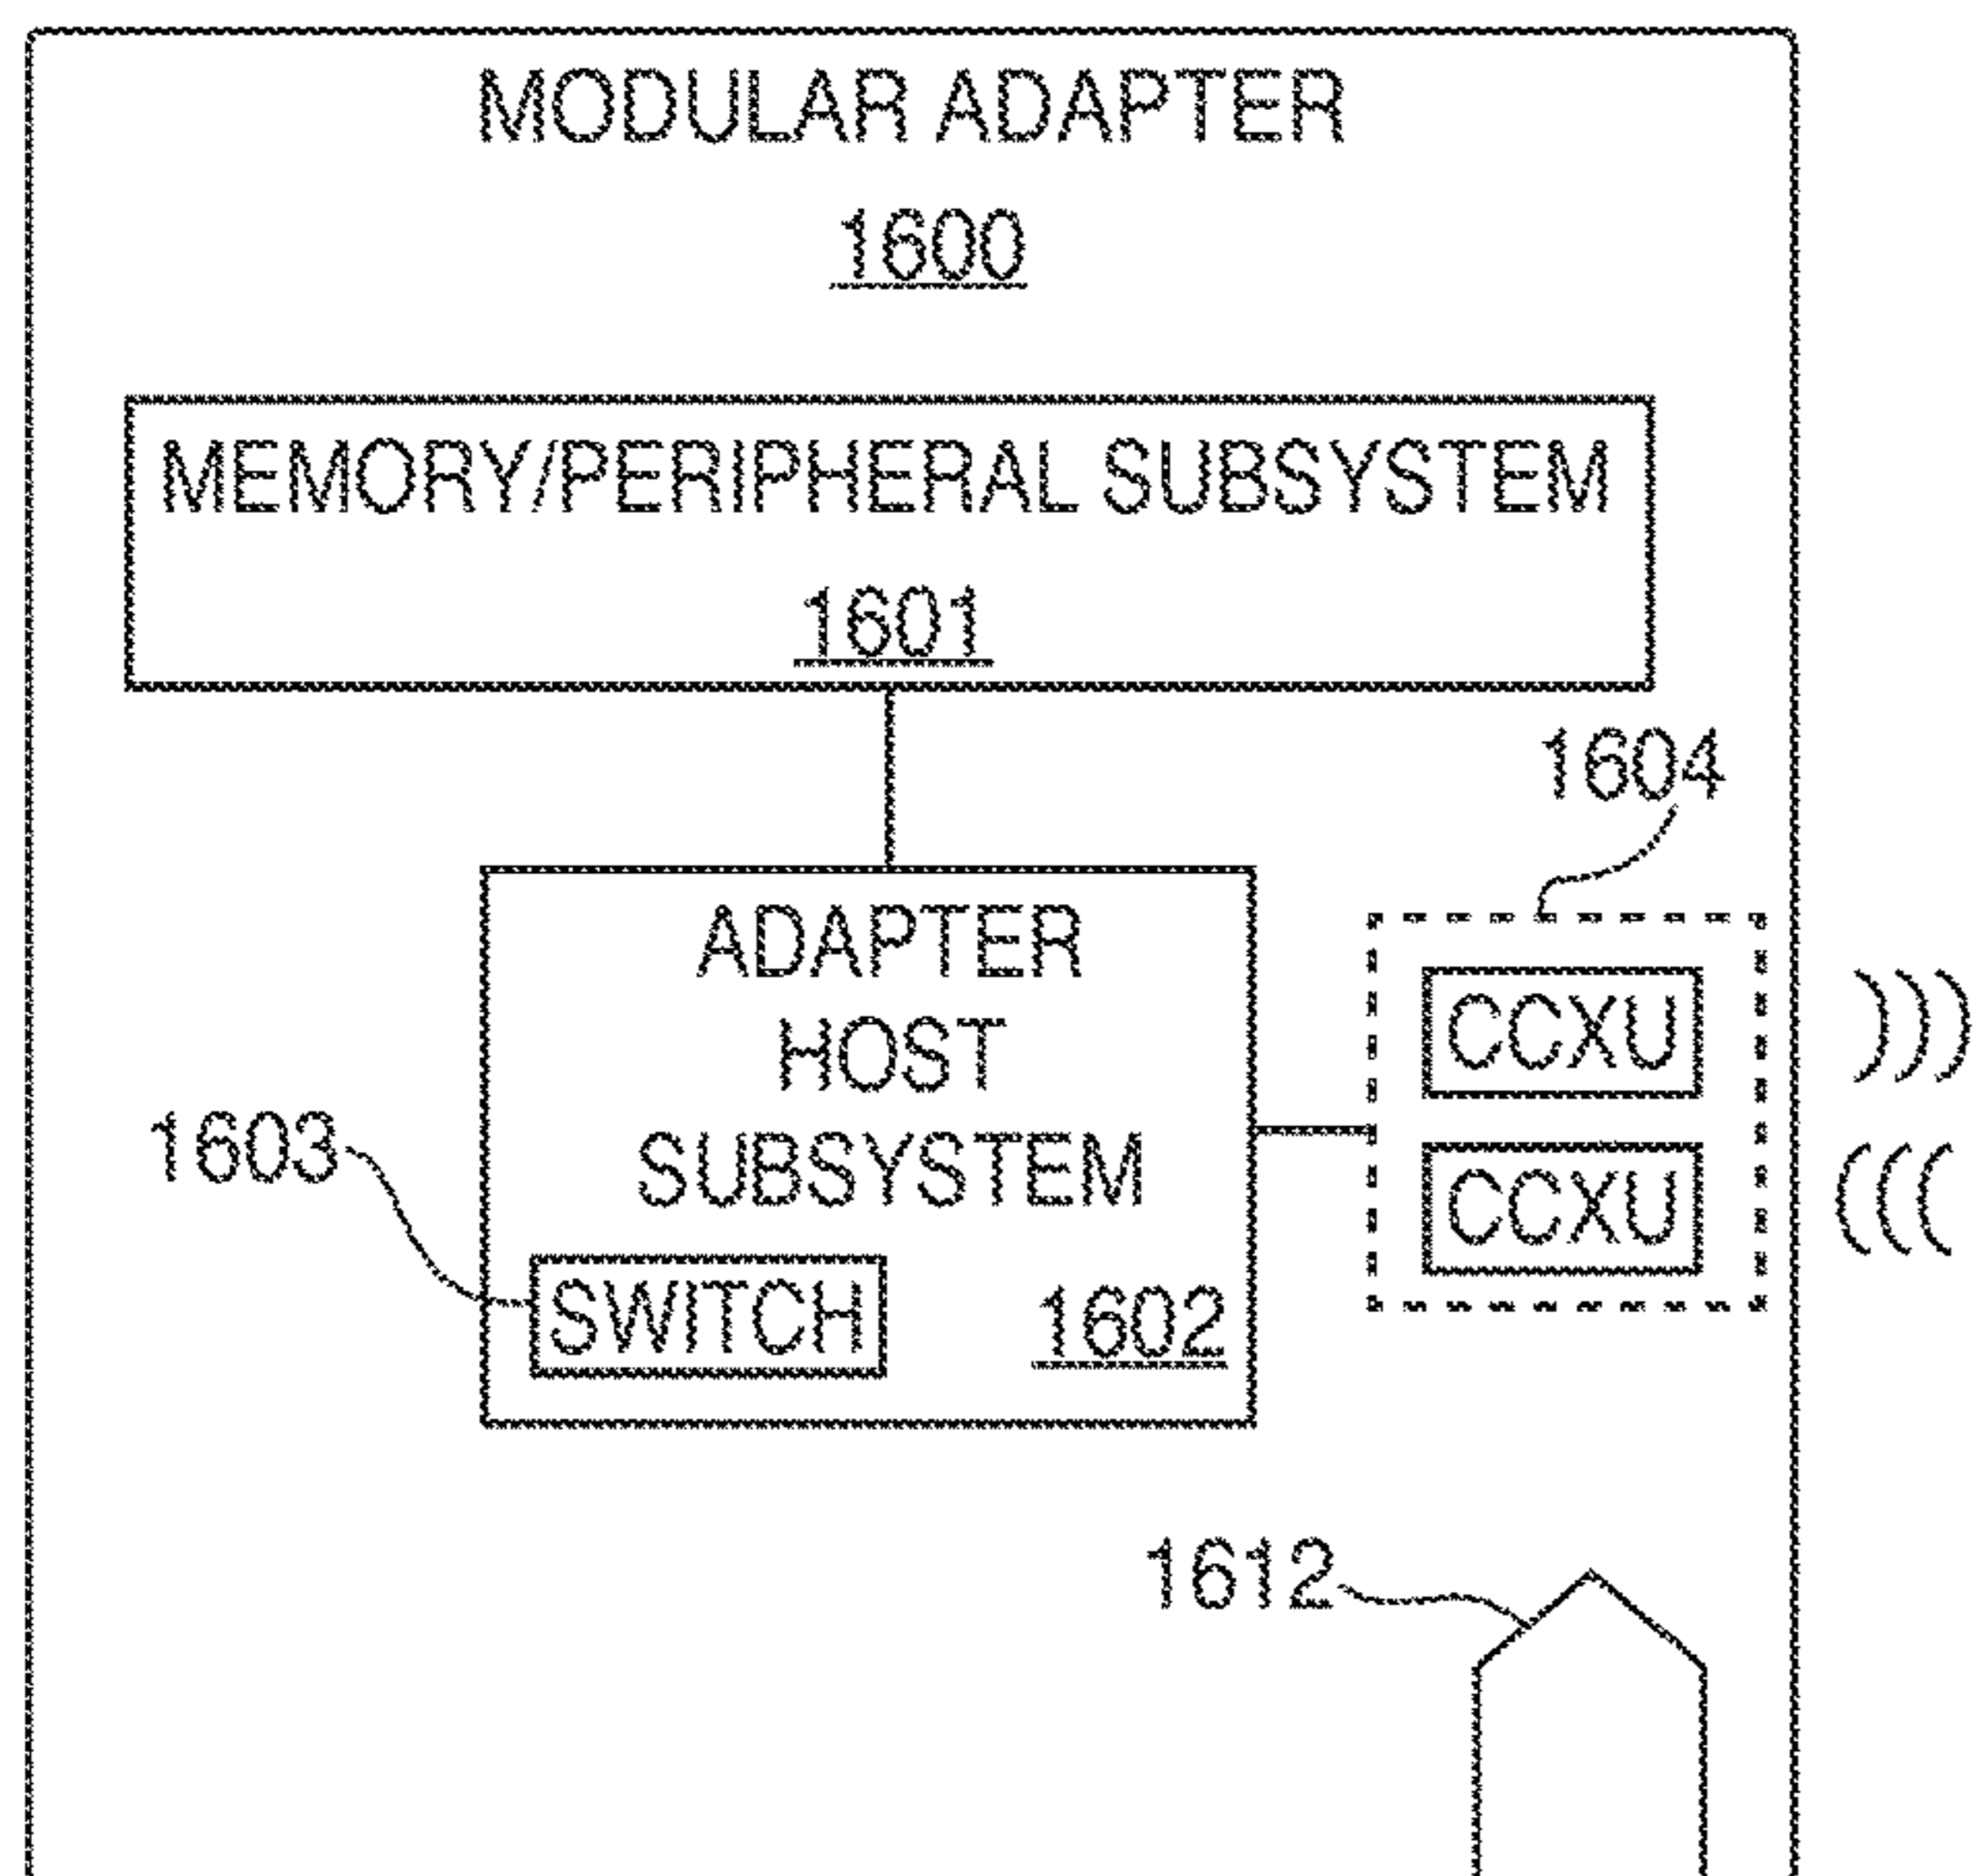 MODULAR ADAPTER
1600
MEMORY/PERIPHERAL SUBSYSTEM
1601
1604
ADAPTER
HOST
SUBSYSTEM
CCXU
CCXU
1603
SWITCH
1602
1612